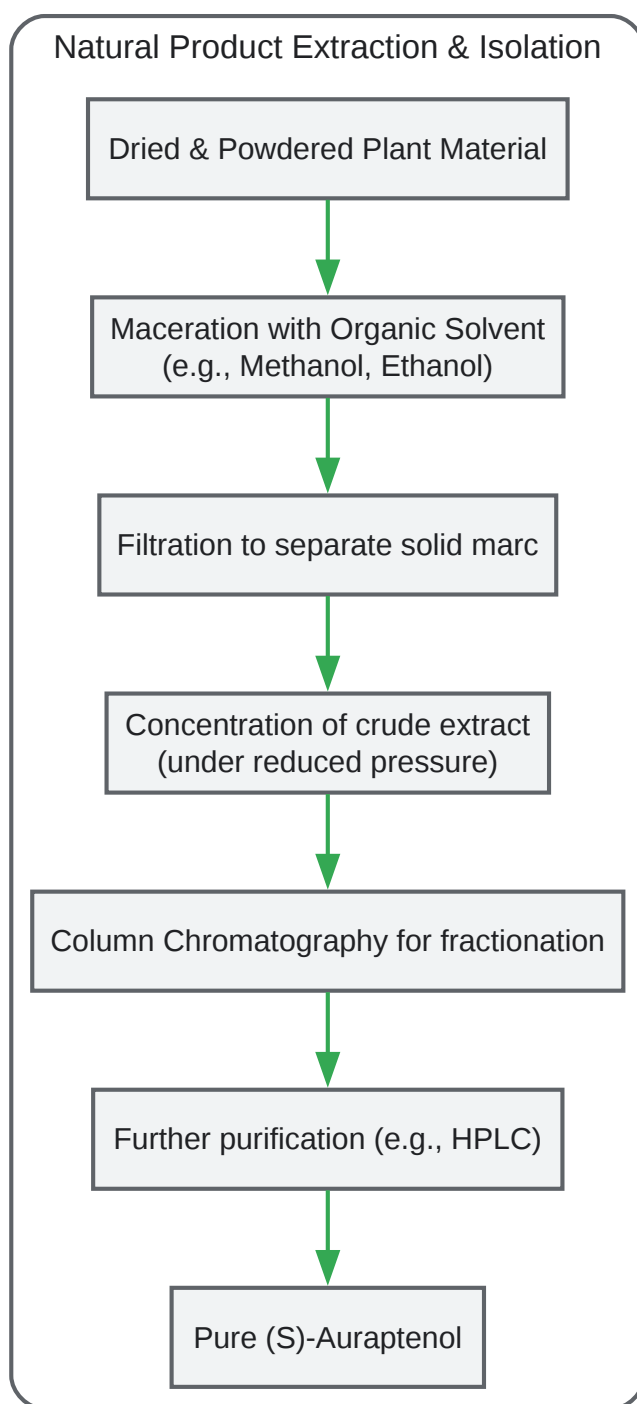 Natural Product Extraction & Isolation
Dried & Powdered Plant Material
Maceration with Organic Solvent
(e.g., Methanol, Ethanol)
Filtration to separate solid marc
Concentration of crude extract
(under reduced pressure)
Column Chromatography for fractionation
Further purification (e.g., HPLC)
Pure (S)-Auraptenol